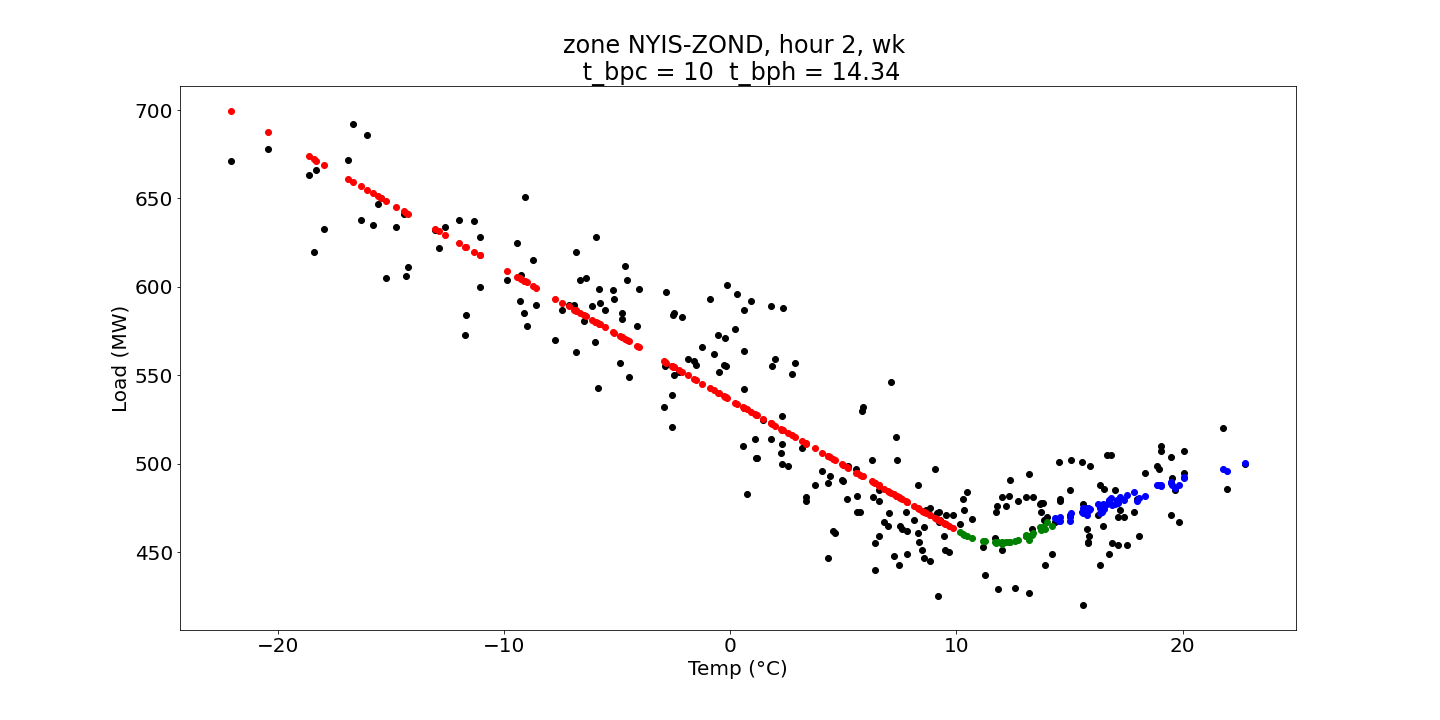 zone NYIS-ZOND, hour 2, wk
t_bpc = 10  t_bph = 14.34
700
650
600
550
500
450
Load (MW)
−20
−10
0
10
20
Temp (°C)